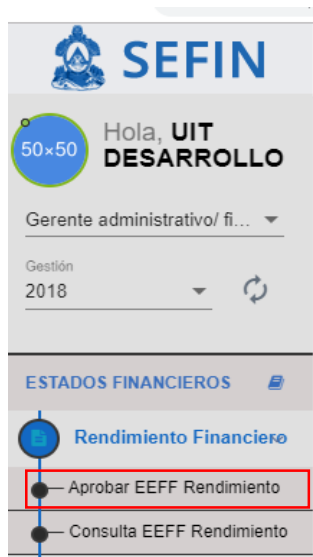 SEFIN
50×50
Hola, UIT
DESARROLLO
Gerente administrativo/ fi...
Gestión
2018
ESTADOS FINANCIEROS
Rendimiento Financiero
Aprobar EEFF Rendimiento
Consulta EEFF Rendimiento